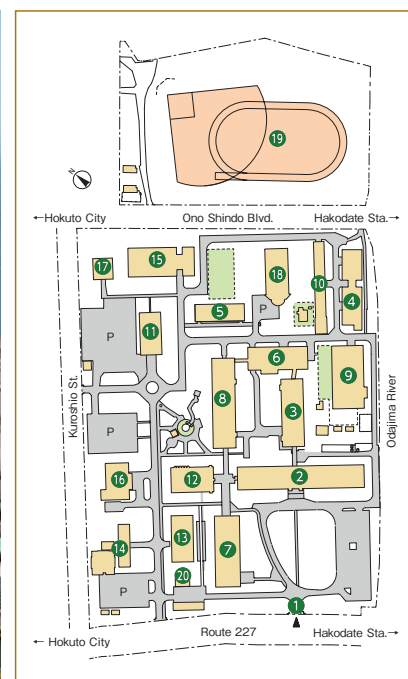 19
N
←Hokuto City Ono Shindo Blvd. Hakodate Sta.→
17
15
18
10
4
5
P
P
11
6
9
Kuroshio St.
Odajima River
8
3
P
16
12
2
14
13
7
20
P
1
← Hokuto City Route 227 Hakodate Sta.→